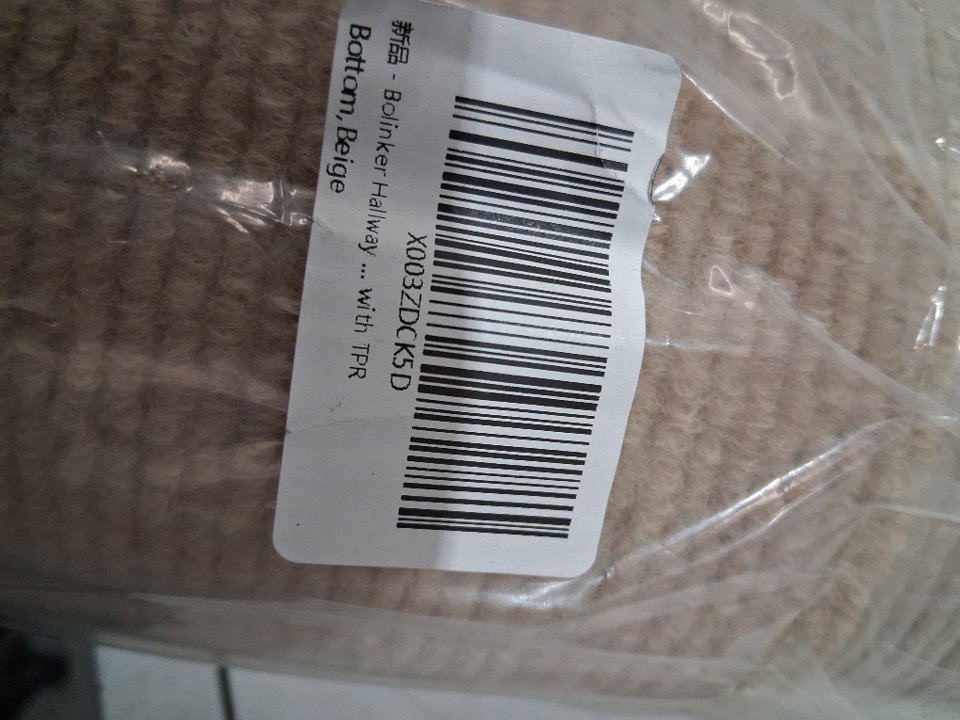 X003ZDCK5D
新品 - Bolinker Hallway ... with TPR
Bottom, Beige